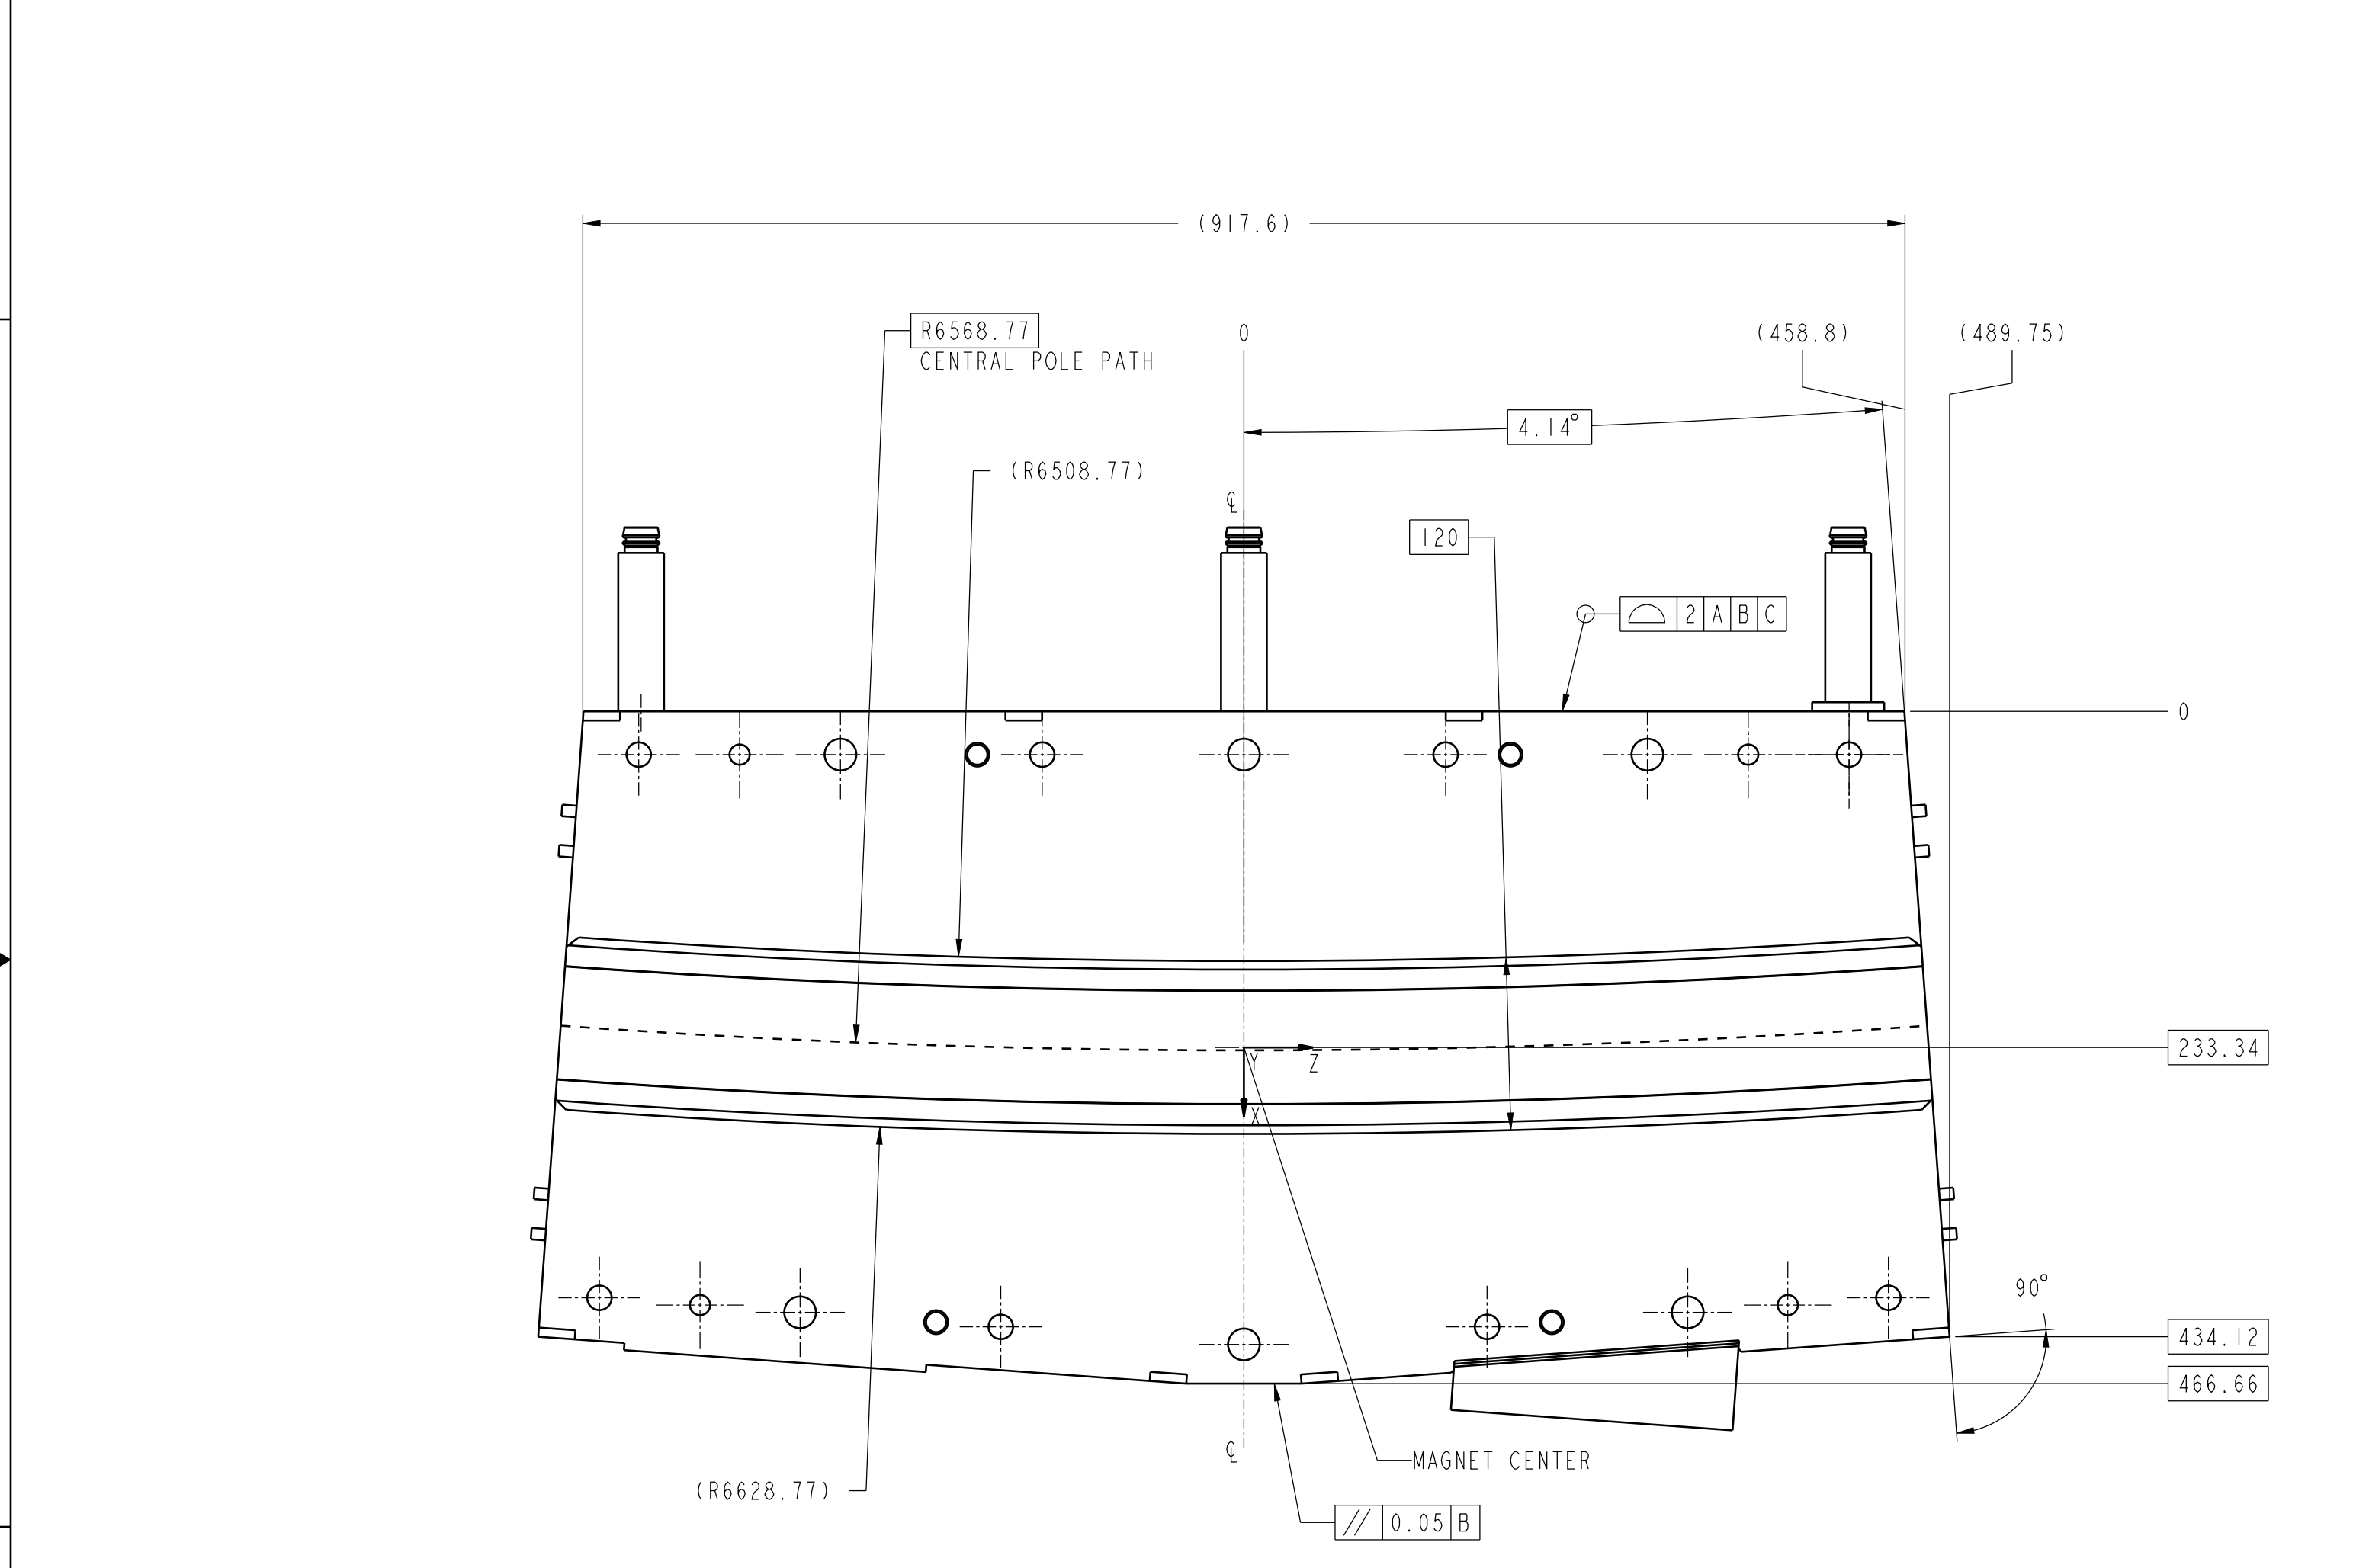 (917.6)
R6568.77
CENTRAL POLE PATH
0
(458.8)
(489.75)
4.14°
(R6508.77)
℄
120
2 A B C
0
233.34
Y
Z
X
90°
434.12
466.66
℄
MAGNET CENTER
(R6628.77)
// 0.05 B